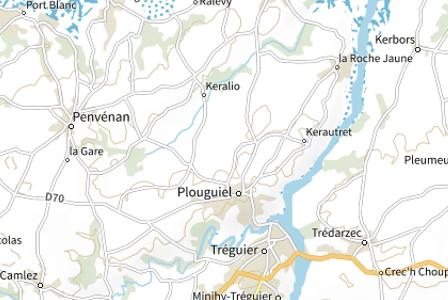 Port Blanc
Ralévy
Kerbors
la Roche Jaune
Keralio
Penvénan
Kerautret
la Gare
Pleumeu
Plouguiel
D70
Trédarzec
colas
Tréguier
Camlez
Crec'h Chour
Minihy-Tréguier